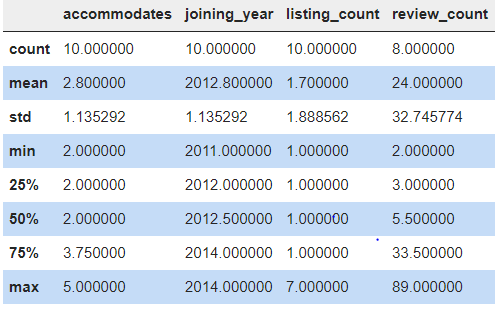 accommodates joining_year listing_count review_count
count 10.000000 10.000000 10.000000 8.000000
mean 2.800000 2012.800000 1.700000 24.000000
std 1.135292 1.135292 1.888562 32.745774
min 2.000000 2011.000000 1.000000 2.000000
25% 2.000000 2012.000000 1.000000 3.000000
50% 2.000000 2012.500000 1.000000 5.500000
75% 3.750000 2014.000000 1.000000 33.500000
max 5.000000 2014.000000 7.000000 89.000000